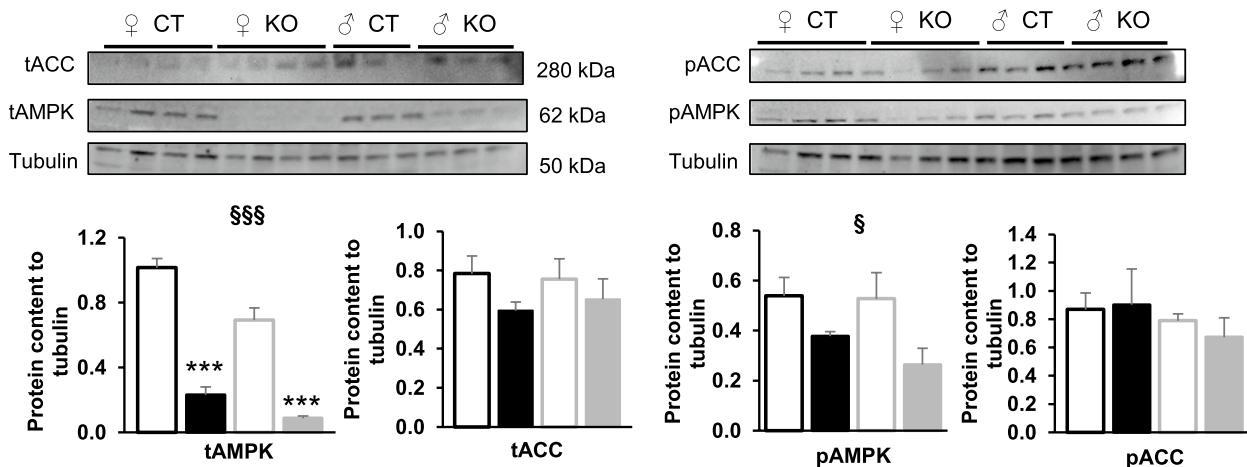 ♀ CT ♀ KO ♂ CT ♂ KO
tACC 280 kDa
tAMPK 62 kDa
Tubulin 50 kDa
♀ CT ♀ KO ♂ CT ♂ KO
pACC
pAMPK
Tubulin
§§§
Protein content to
tubulin
1.2
0.8
0.4
0.0
***
***
tAMPK
Protein content to
tubulin
1.0
0.8
0.6
0.4
0.2
0.0
tACC
§
Protein content to
tubulin
0.8
0.6
0.4
0.2
0.0
pAMPK
Protein content to
tubulin
1.4
1.2
1.0
0.8
0.6
0.4
0.2
0.0
pACC